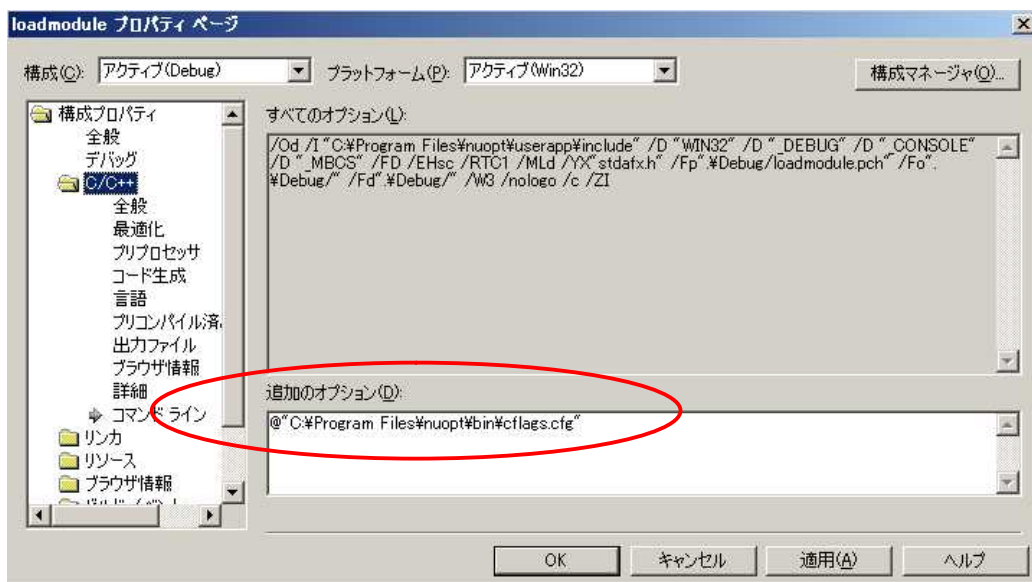 loadmodule プロパティ ページ
構成(C): アクティブ(Debug) プラットフォーム(P): アクティブ(Win32) 構成マネージャ(O)...
構成プロパティ
全般
デバッグ
C/C++
全般
最適化
プリプロセッサ
コード生成
言語
プリコンパイル済
出力ファイル
ブラウザ情報
詳細
コマンド ライン
リンカ
リソース
ブラウザ情報
すべてのオプション(L):
/Od /I "C:¥Program Files¥nuopt¥userapp¥include" /D "WIN32" /D "_DEBUG" /D "_CONSOLE"
/D "_MBCS" /FD /EHsc /RTC1 /MLd /YX"stdafx.h" /Fp".¥Debug/loadmodule.pch" /Fo".
¥Debug/" /Fd".¥Debug/" /W3 /nologo /c /ZI
追加のオプション(D):
@"C:¥Program Files¥nuopt¥bin¥cflags.cfg"
OK キャンセル 適用(A) ヘルプ